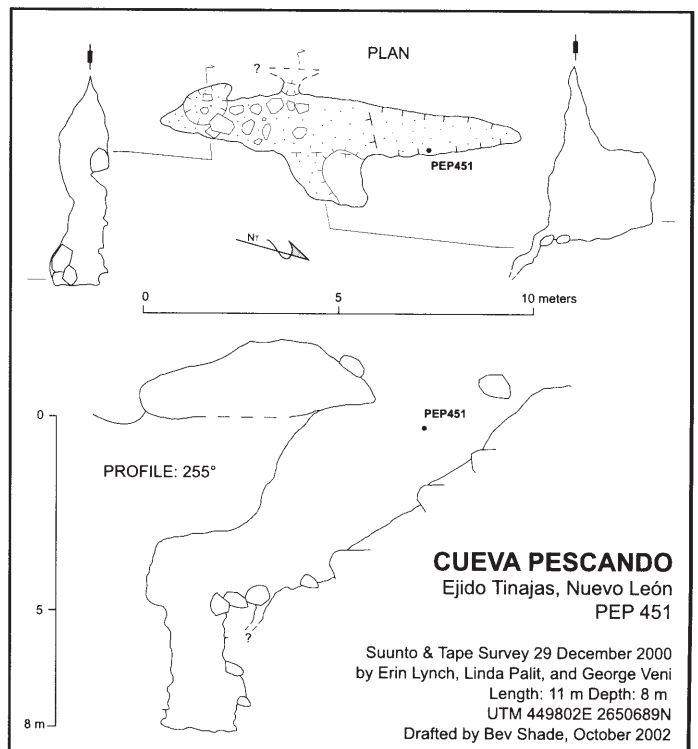 PLAN
?
PEP451
NT
0 5 10 meters
0
PEP451
PROFILE: 255°
5
?
8 m
CUEVA PESCANDO
Ejido Tinajas, Nuevo León
PEP 451
Suunto & Tape Survey 29 December 2000
by Erin Lynch, Linda Palit, and George Veni
Length: 11 m Depth: 8 m
UTM 449802E 2650689N
Drafted by Bev Shade, October 2002